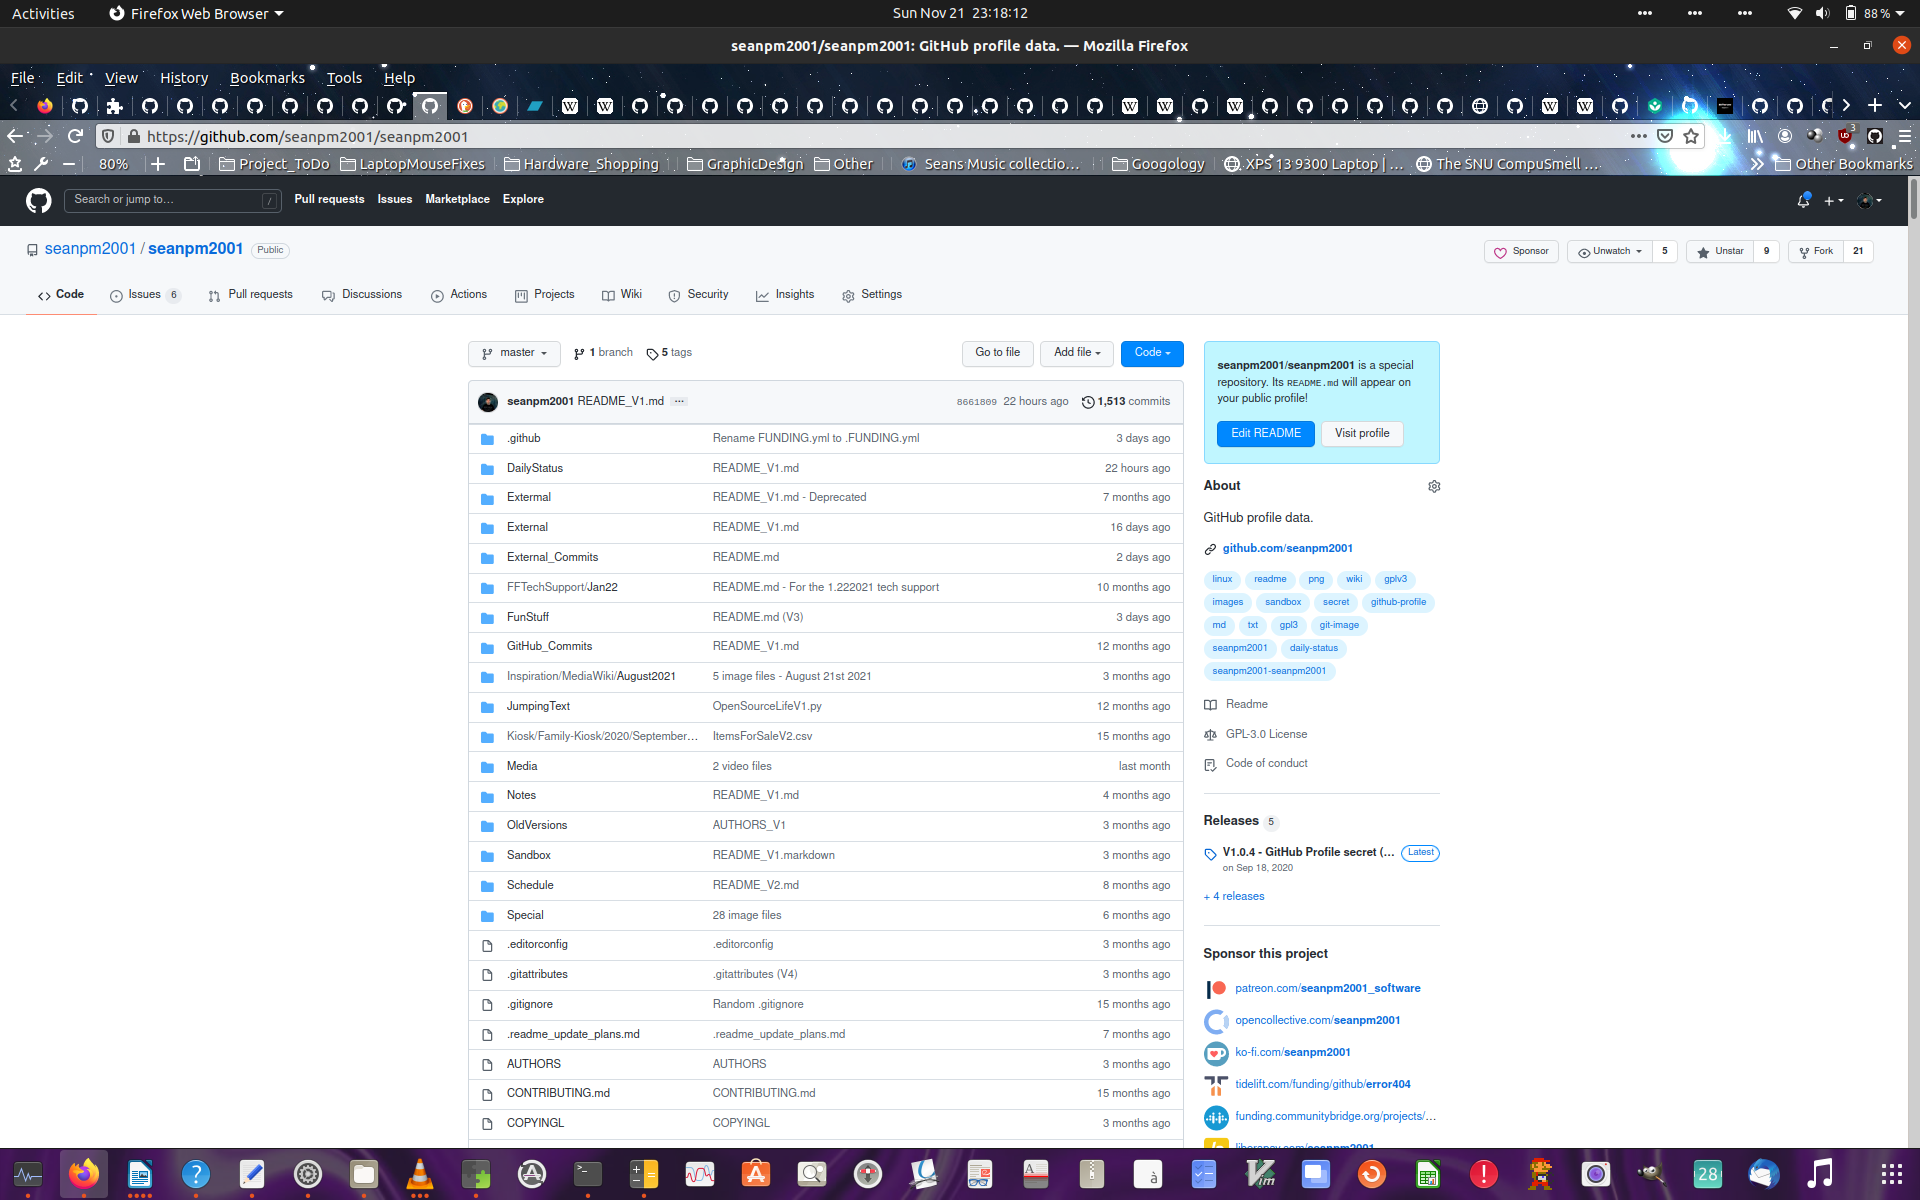 Activities Firefox Web Browser Sun Nov 21 23:18:12 88 %
seanpm2001/seanpm2001: GitHub profile data. — Mozilla Firefox
File Edit View History Bookmarks Tools Help
https://github.com/seanpm2001/seanpm2001 3
80% Project_ToDo LaptopMouseFixes Hardware_Shopping GraphicDesign Other Seans Music collectio… Googology XPS 13 9300 Laptop | … The SNU CompuSmell … Other Bookmarks
Search or jump to… / Pull requests Issues Marketplace Explore
seanpm2001 / seanpm2001 Public Sponsor Unwatch 5 Unstar 9 Fork 21
Code Issues 6 Pull requests Discussions Actions Projects Wiki Security Insights Settings
master 1 branch 5 tags Go to file Add file Code
seanpm2001 README_V1.md ... 8661809 22 hours ago 1,513 commits
.github Rename FUNDING.yml to .FUNDING.yml 3 days ago
DailyStatus README_V1.md 22 hours ago
Extermal README_V1.md - Deprecated 7 months ago
External README_V1.md 16 days ago
External_Commits README.md 2 days ago
FFTechSupport/Jan22 README.md - For the 1.222021 tech support 10 months ago
FunStuff README.md (V3) 3 days ago
GitHub_Commits README_V1.md 12 months ago
Inspiration/MediaWiki/August2021 5 image files - August 21st 2021 3 months ago
JumpingText OpenSourceLifeV1.py 12 months ago
Kiosk/Family-Kiosk/2020/September… ItemsForSaleV2.csv 15 months ago
Media 2 video files last month
Notes README_V1.md 4 months ago
OldVersions AUTHORS_V1 3 months ago
Sandbox README_V1.markdown 3 months ago
Schedule README_V2.md 8 months ago
Special 28 image files 6 months ago
.editorconfig .editorconfig 3 months ago
.gitattributes .gitattributes (V4) 3 months ago
.gitignore Random .gitignore 15 months ago
.readme_update_plans.md .readme_update_plans.md 7 months ago
AUTHORS AUTHORS 3 months ago
CONTRIBUTING.md CONTRIBUTING.md 15 months ago
COPYINGL COPYINGL 3 months ago
seanpm2001/seanpm2001 is a special
repository. Its README.md will appear on
your public profile!
Edit README Visit profile
About
GitHub profile data.
github.com/seanpm2001
linux readme png wiki gplv3
images sandbox secret github-profile
md txt gpl3 git-image
seanpm2001 daily-status
seanpm2001-seanpm2001
Readme
GPL-3.0 License
Code of conduct
Releases 5
V1.0.4 - GitHub Profile secret (... Latest
on Sep 18, 2020
+ 4 releases
Sponsor this project
patreon.com/seanpm2001_software
opencollective.com/seanpm2001
ko-fi.com/seanpm2001
tidelift.com/funding/github/error404
funding.communitybridge.org/projects/…
liberapay.com/seanpm2001
28